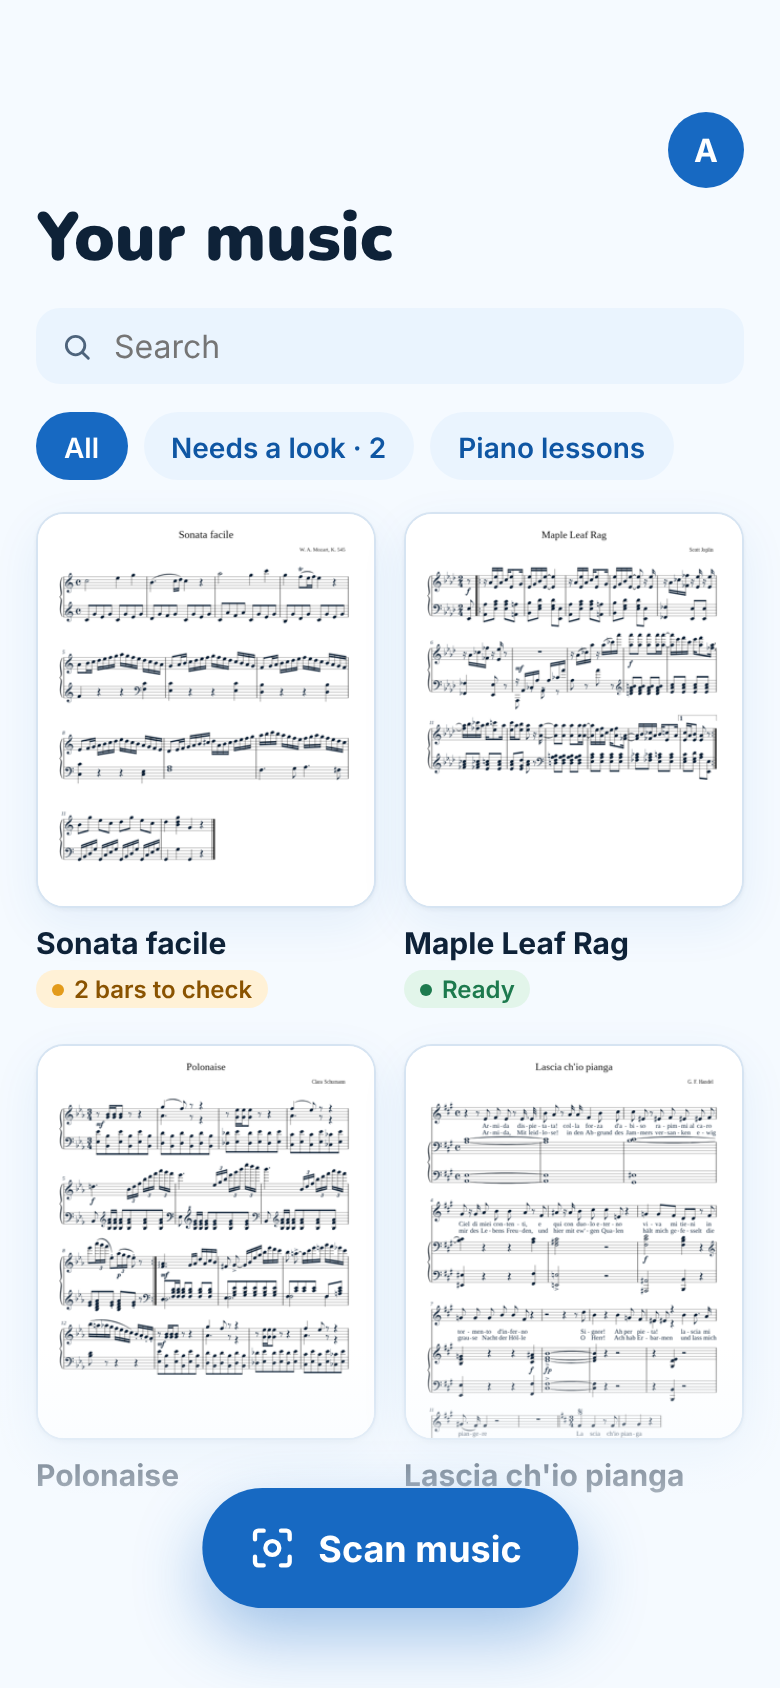 A
Your music
Search
All
Needs a look · 2
Piano lessons
Sonata facile
W. A. Mozart, K. 545
Maple Leaf Rag
Scott Joplin
Sonata facile
Maple Leaf Rag
2 bars to check
Ready
Polonaise
Clara Schumann
Lascia ch'io pianga
G. F. Handel
Polonaise
Lascia ch'io pianga
Scan music